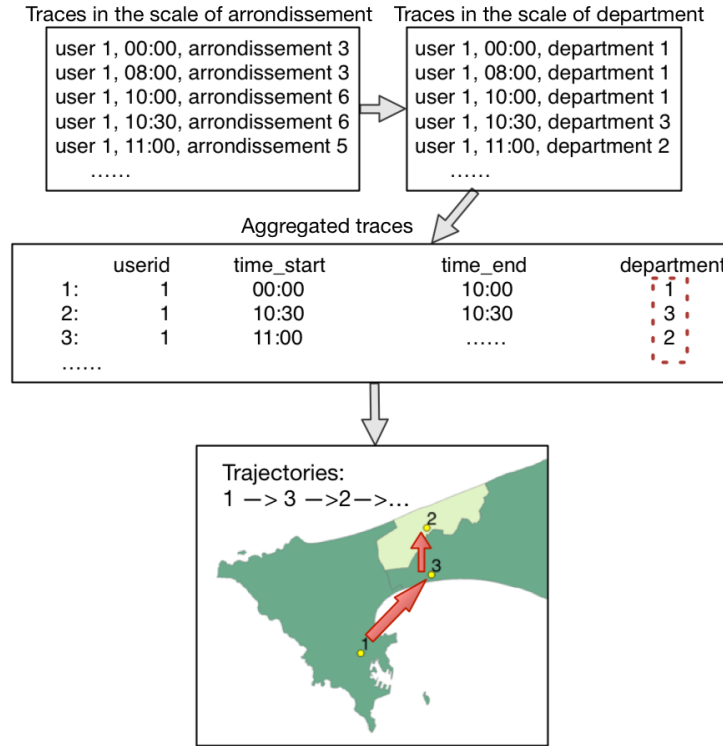 Traces in the scale of arrondissement
user 1, 00:00, arrondissement 3
user 1, 08:00, arrondissement 3
user 1, 10:00, arrondissement 6
user 1, 10:30, arrondissement 6
user 1, 11:00, arrondissement 5
......
Traces in the scale of department
user 1, 00:00, department 1
user 1, 08:00, department 1
user 1, 10:00, department 1
user 1, 10:30, department 3
user 1, 11:00, department 2
......
Aggregated traces
userid time_start time_end department
1: 1 00:00 10:00 1
2: 1 10:30 10:30 3
3: 1 11:00 ...... 2
......
Trajectories:
1 —> 3 —>2—>...
2
3
1